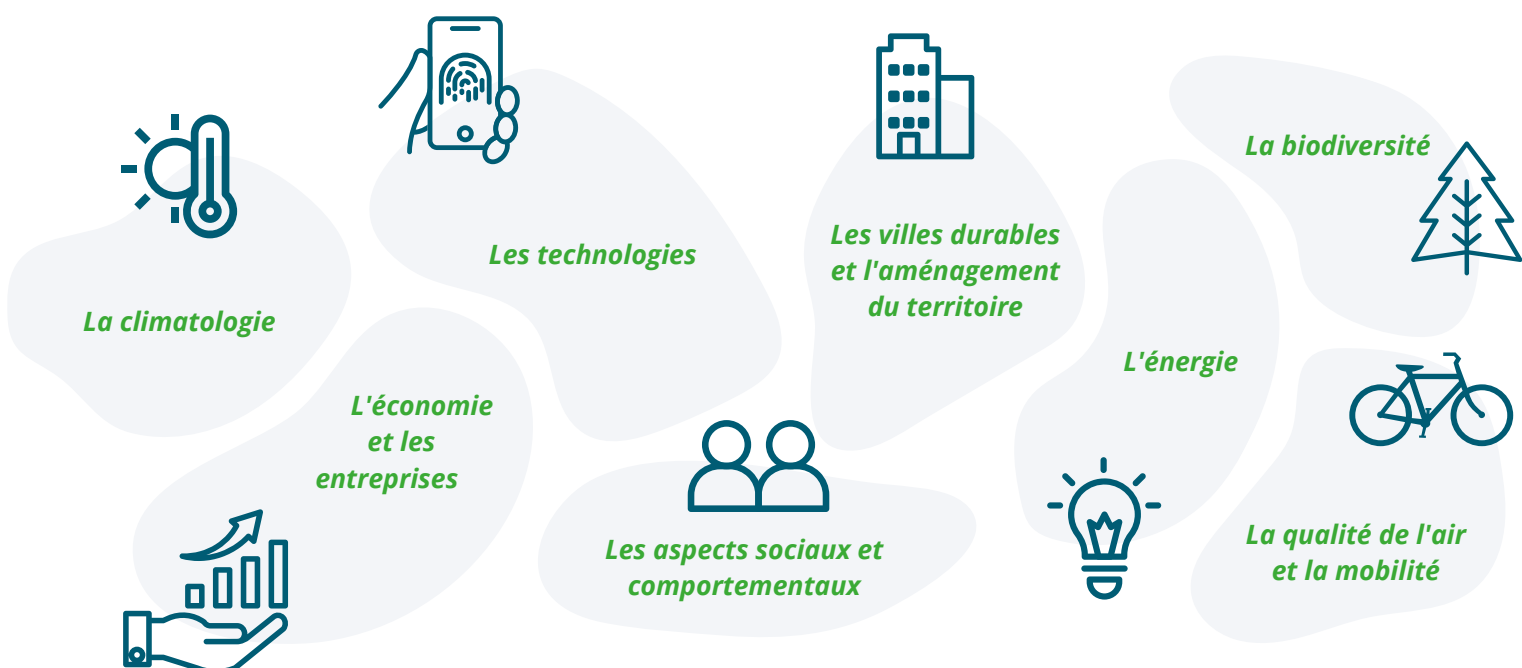 La climatologie
Les technologies
Les villes durables
et l'aménagement
du territoire
La biodiversité
L'économie
et les
entreprises
Les aspects sociaux et
comportementaux
L'énergie
La qualité de l'air
et la mobilité